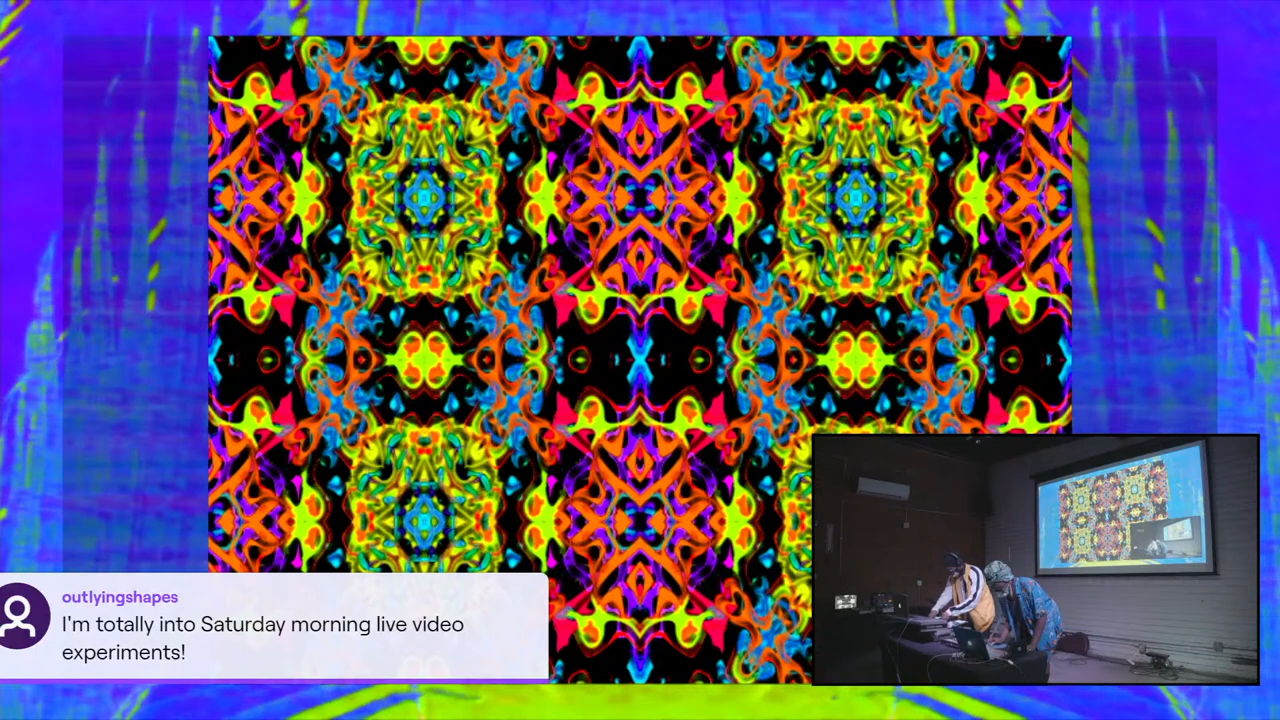 outlyingshapes
I'm totally into Saturday morning live video
experiments!